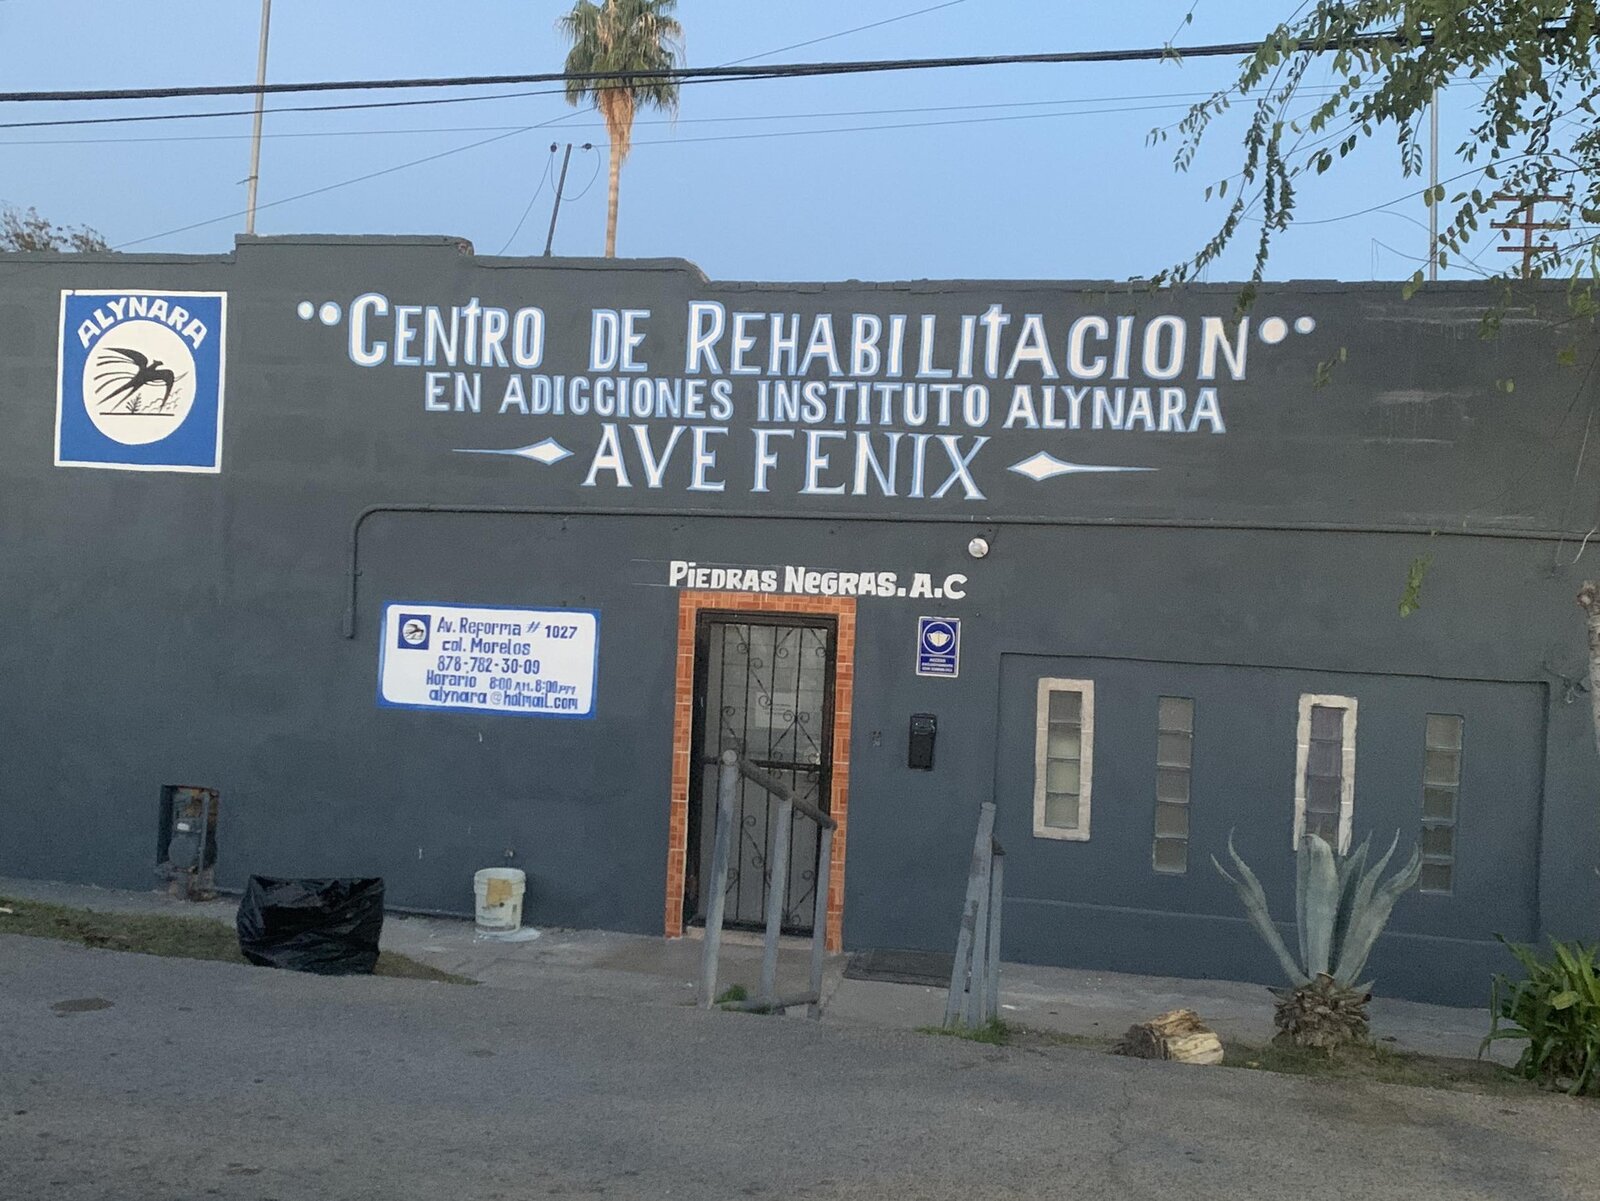 ALYNARA
CENTRO DE REHABILITACION
EN ADICCIONES INSTITUTO ALYNARA
AVE FENIX
PIEDRAS NEGRAS. A.C
Av. Reforma # 1027
col. Morelos
878-782-30-09
Horario 8:00 AM. 8:00 PM
alynara@hotmail.com